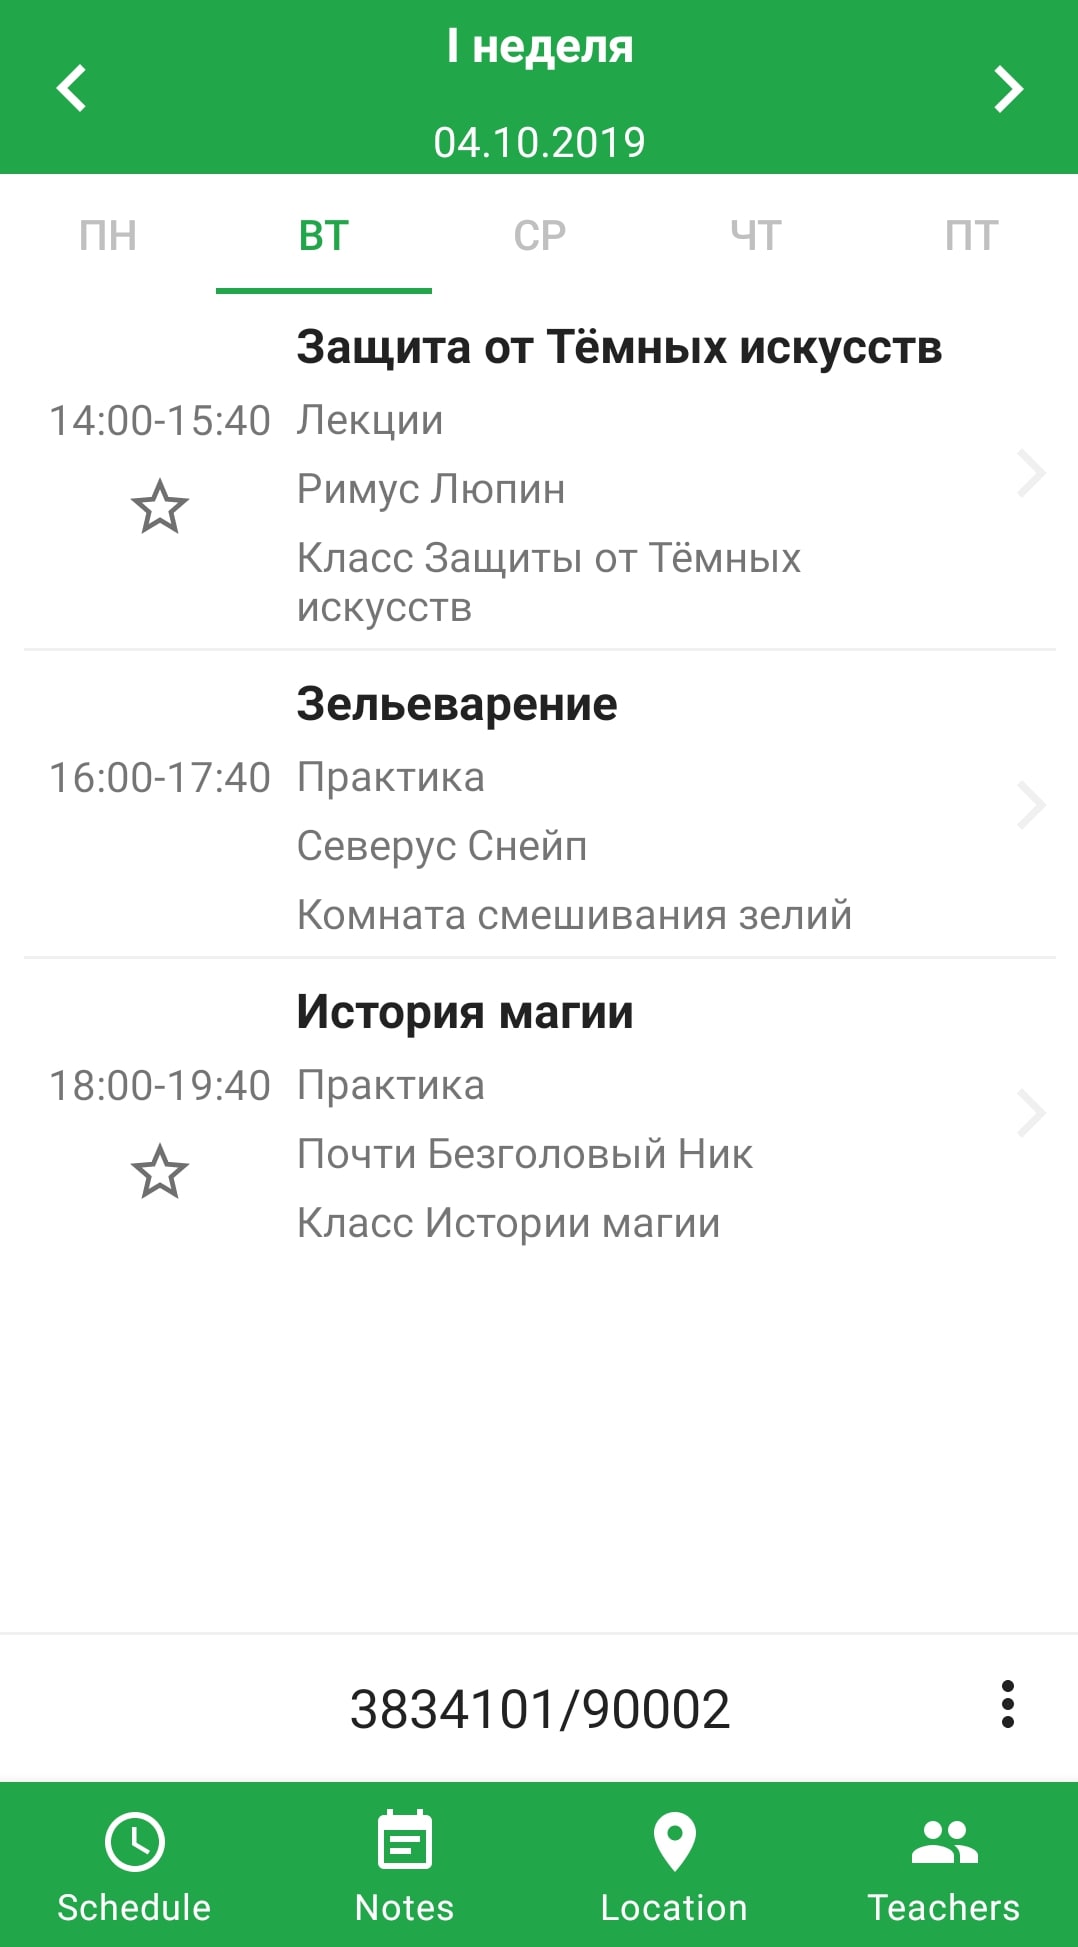 I неделя
04.10.2019
ПН ВТ СР ЧТ ПТ
Защита от Тёмных искусств
14:00-15:40 Лекции
Римус Люпин
Класс Защиты от Тёмных
искусств
Зельеварение
16:00-17:40 Практика
Северус Снейп
Комната смешивания зелий
История магии
18:00-19:40 Практика
Почти Безголовый Ник
Класс Истории магии
3834101/90002
Schedule Notes Location Teachers